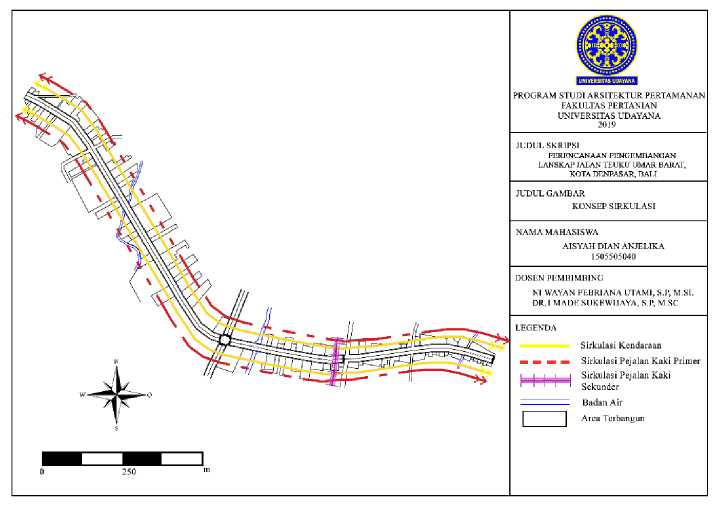 UNIVERSITAS UDAYANA
PROGRAM STUDI ARSITEKTUR PERTAMANAN
FAKULTAS PERTANIAN
UNIVERSITAS UDAYANA
2019
JUDUL SKRIPSI
PERENCANAAN PENGEMBANGAN
LANSKAP JALAN TEUKU UMAR BARAT,
KOTA DENPASAR, BALI
JUDUL GAMBAR
KONSEP SIRKULASI
NAMA MAHASISWA
AISYAH DIAN ANJELIKA
1505505040
DOSEN PEMBIMBING
NI WAYAN FEBRIANA UTAMI, S.P, M.SI.
DR.I MADE SUKEWIJAYA, S.P, M.SC
LEGENDA
Sirkulasi Kendaraan
Sirkulasi Pejalan Kaki Primer
Sirkulasi Pejalan Kaki
Sekunder
Badan Air
Area Terbangun
W
O
S
0
250
m